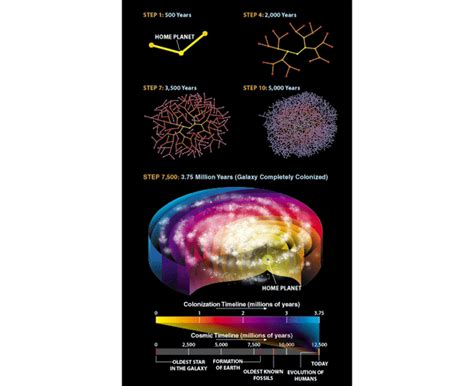 STEP 1: 500 Years
STEP 4: 2,000 Years
HOME PLANET
STEP 7: 3,500 Years
STEP 10: 5,000 Years
STEP 7,500: 3.75 Million Years (Galaxy Completely Colonized)
HOME PLANET
Colonization Timeline (millions of years)
0 1 2 3 3.75
Cosmic Timeline (millions of years)
0 2,500 5,000 7,500 10,000 12,500
OLDEST STAR
IN THE GALAXY
FORMATION
OF EARTH
OLDEST KNOWN
FOSSILS
TODAY
EVOLUTION OF
HUMANS